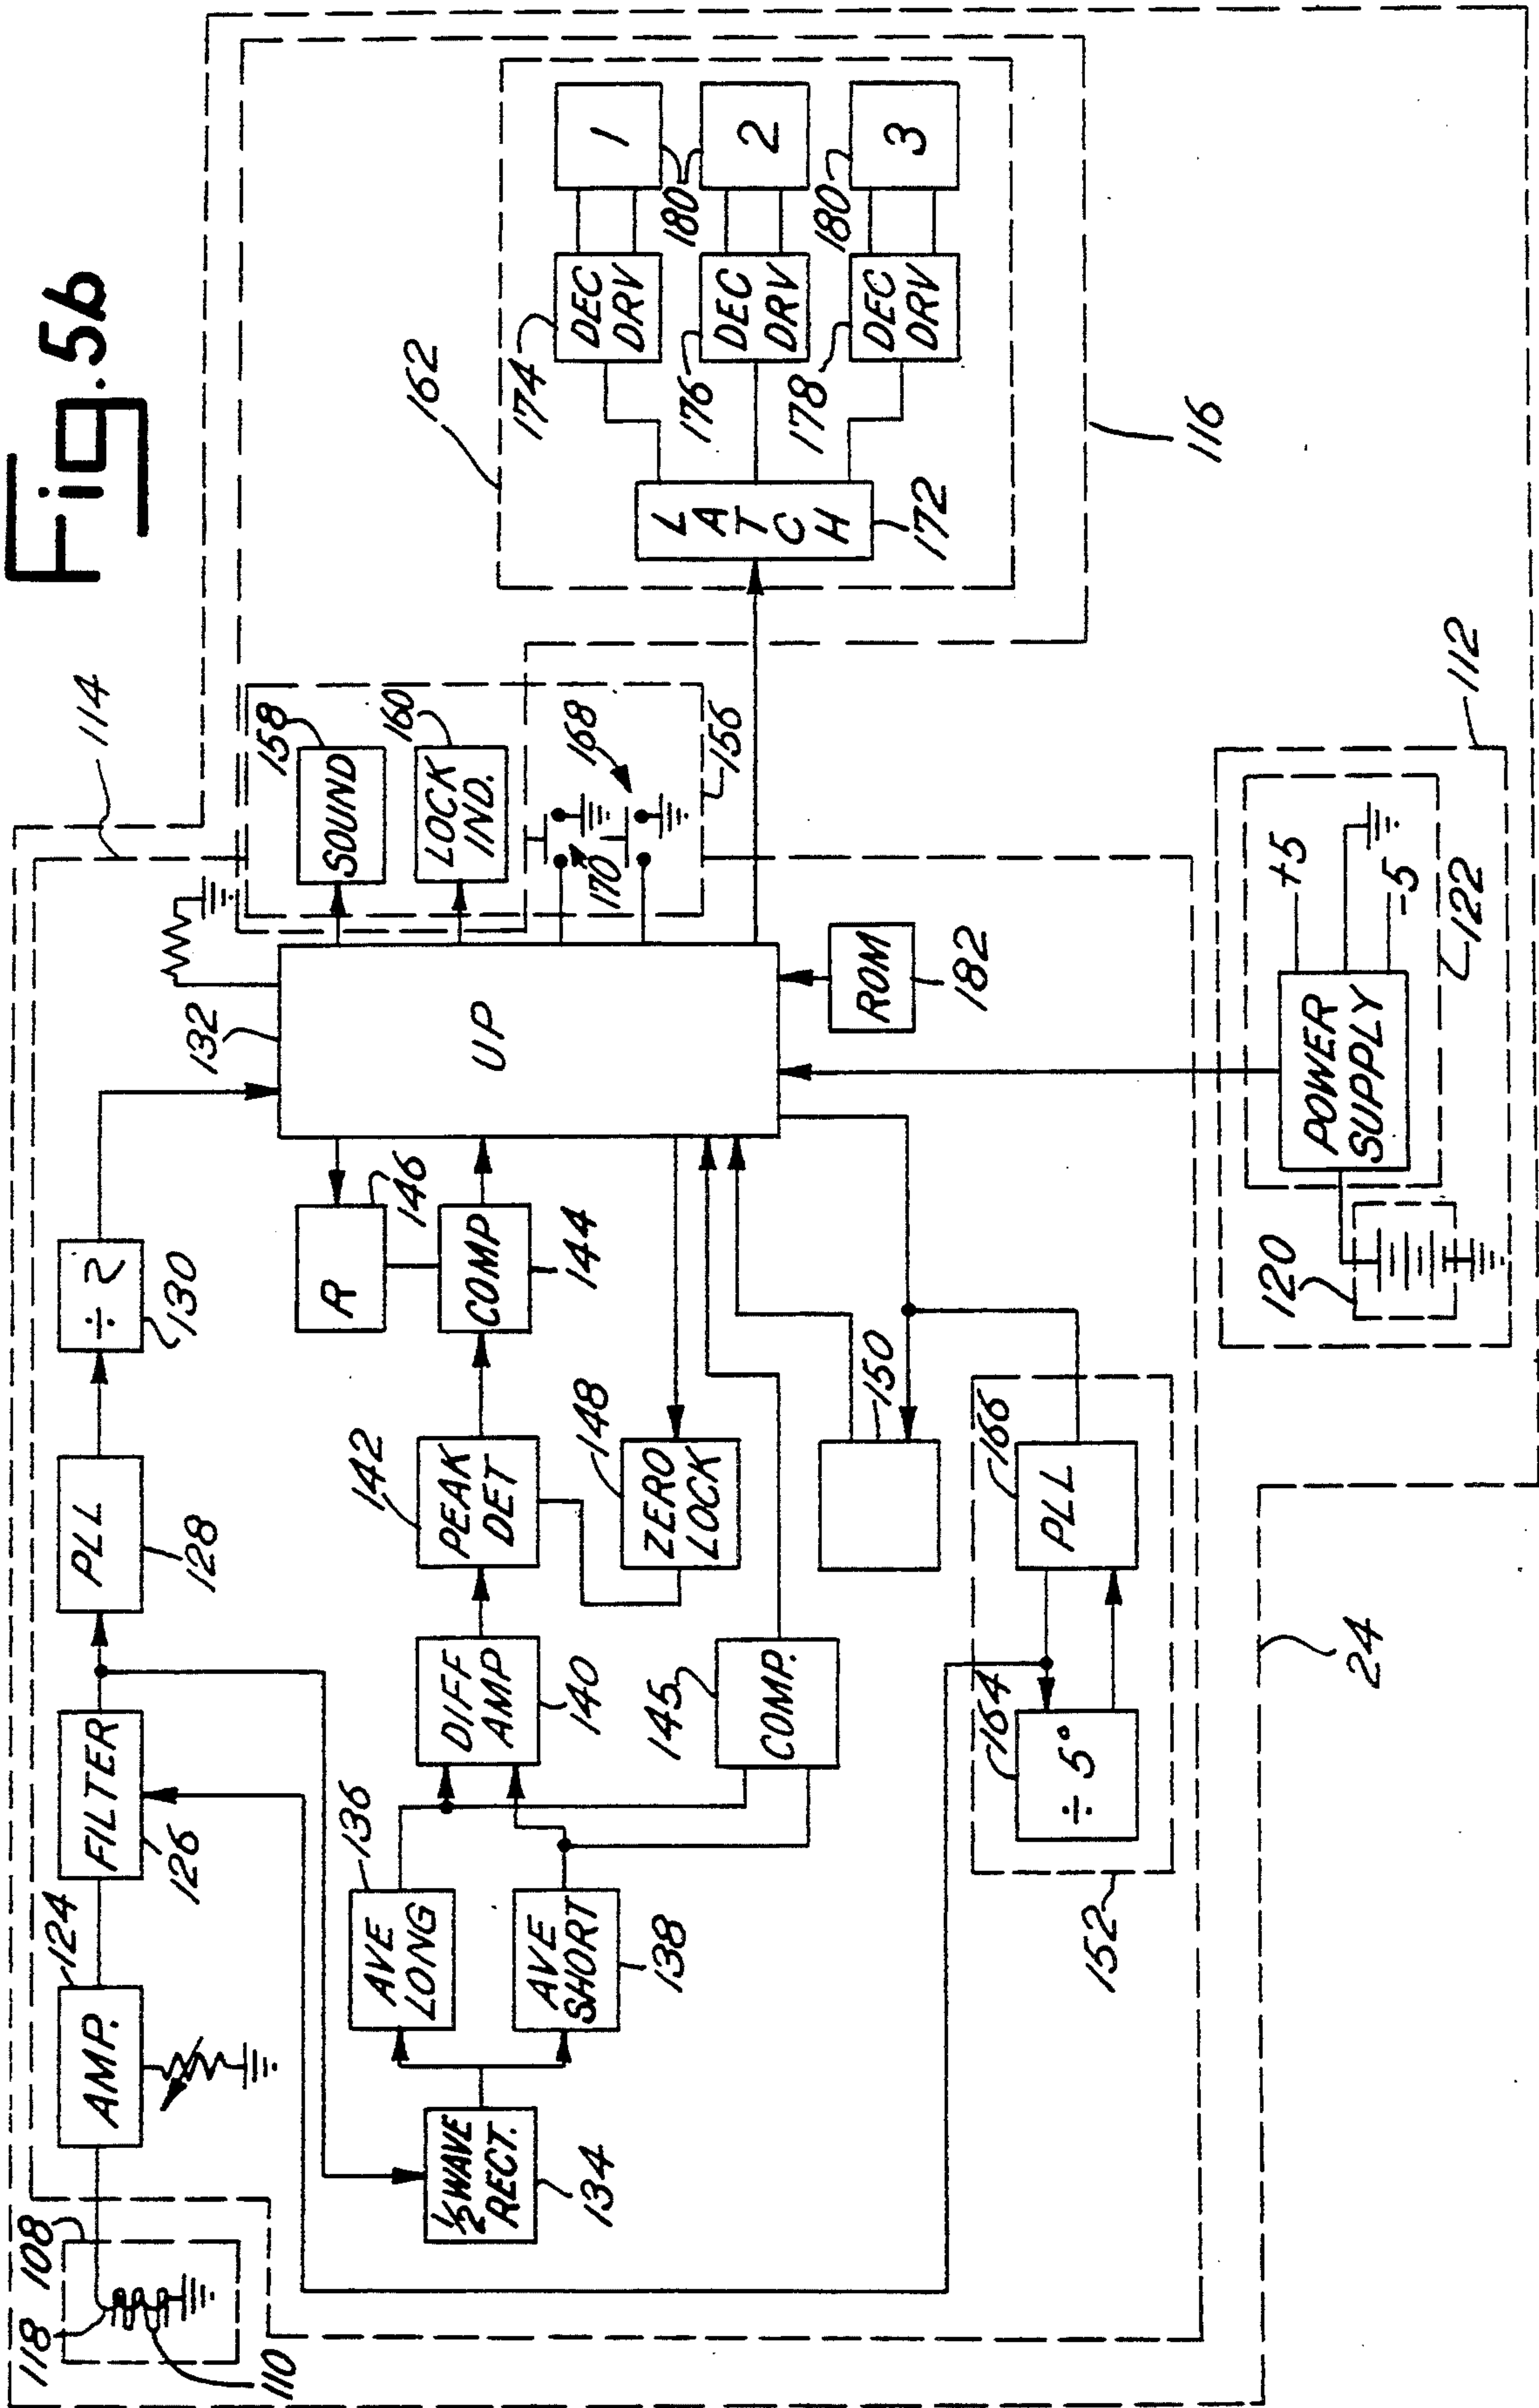 Fig. 5b
114
118
108
110
AMP.
124
FILTER
126
PLL
128
÷ 2
130
132
UP
158
SOUND
160
LOCK
IND.
168
170
156
162
174
DEC
DRV
1
176
DEC
DRV
180
2
178
DEC
DRV
180
3
LATCH
172
116
1/2 WAVE
RECT.
134
136
AVE
LONG
AVE
SHORT
138
DIFF
AMP
140
142
PEAK
DET
R
146
COMP
144
148
ZERO
LOCK
145
COMP.
150
ROM
182
164
÷ 5°
166
PLL
152
112
120
POWER
SUPPLY
+5
-5
122
24